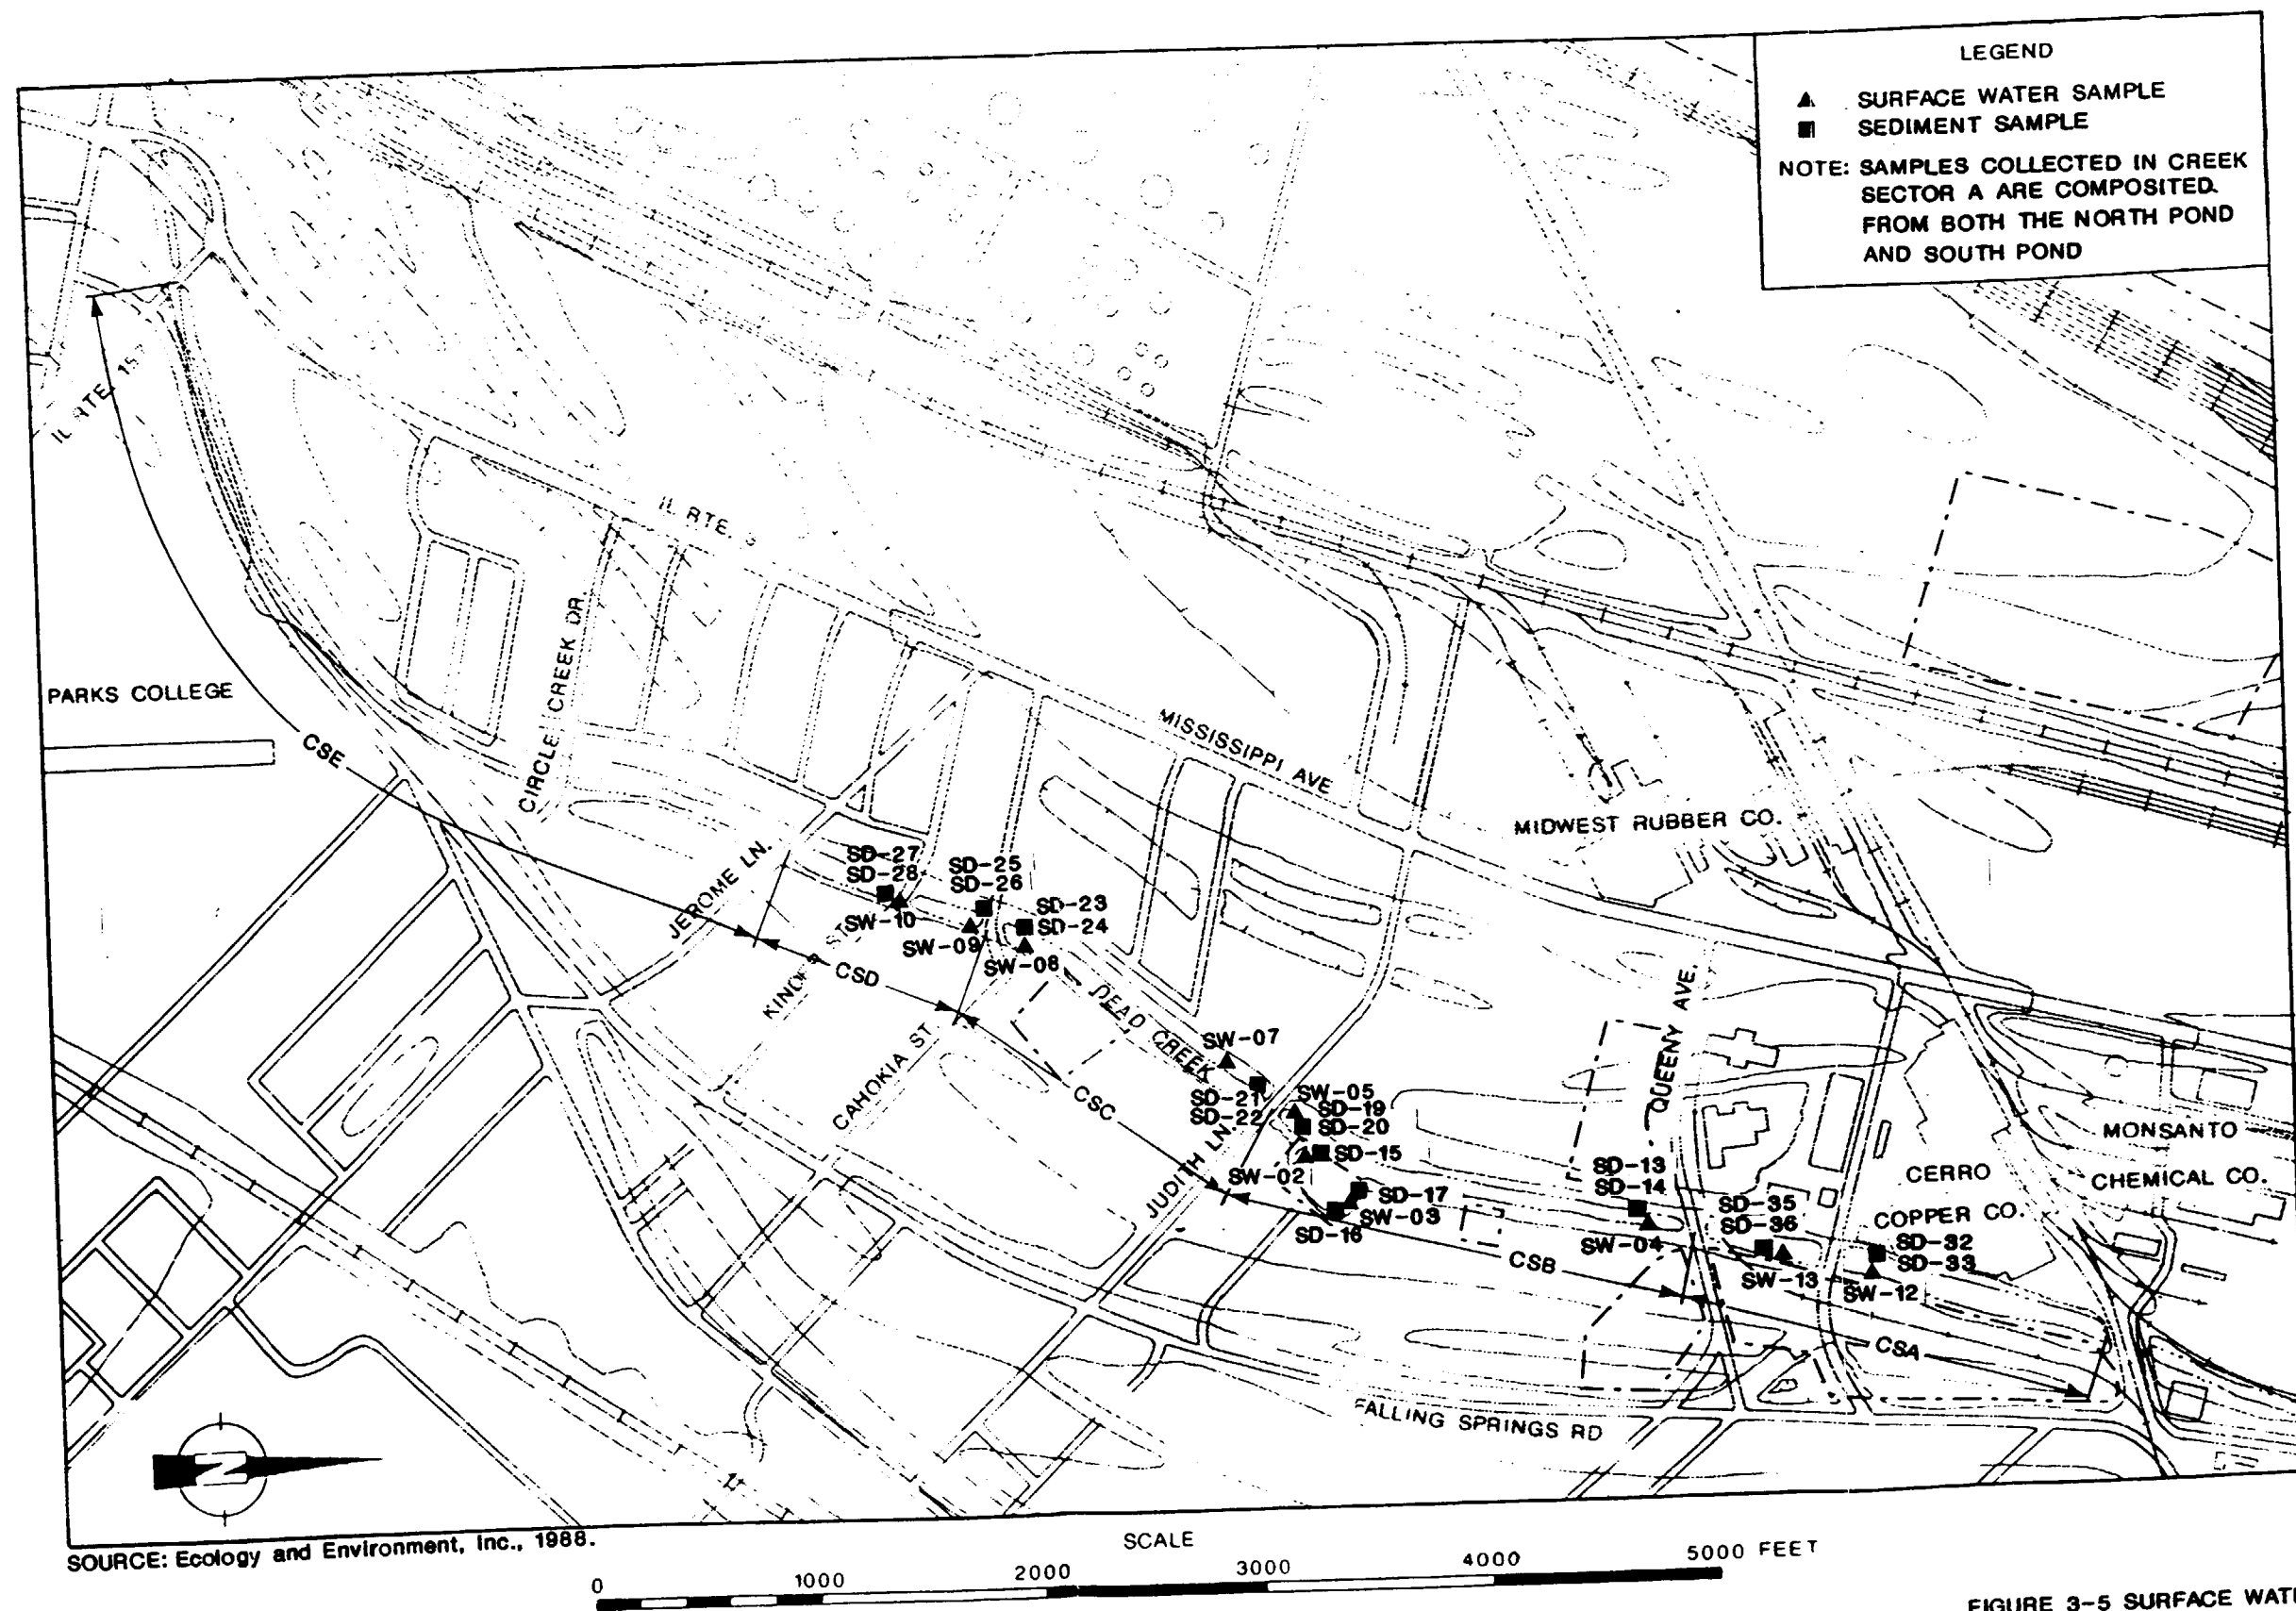 LEGEND
SURFACE WATER SAMPLE
SEDIMENT SAMPLE
NOTE: SAMPLES COLLECTED IN CREEK
SECTOR A ARE COMPOSITED.
FROM BOTH THE NORTH POND
AND SOUTH POND
IL RTE.
PARKS COLLEGE
CSE
CIRCLE CREEK DR.
IL RTE.
MISSISSIPPI AVE
MIDWEST RUBBER CO.
JEROME LN.
SD-27
SD-28
SW-10
SD-25
SD-26
SW-09
SD-23
SD-24
SW-08
CSD
CAHOKIA ST.
DEAD CREEK
CSC
SW-07
SD-21
SD-22
SW-05
SD-19
SD-20
SD-15
SW-02
JUDITH LN.
SD-17
SW-03
SD-16
QUEENY AVE.
SD-13
SD-14
SW-04
SD-35
SD-36
SW-13
CERRO
COPPER CO.
SD-32
SD-33
SW-12
MONSANTO
CHEMICAL CO.
CSB
CSA
FALLING SPRINGS RD
N
SOURCE: Ecology and Environment, Inc., 1988.
SCALE
0 1000 2000 3000 4000 5000 FEET
FIGURE 3-5 SURFACE